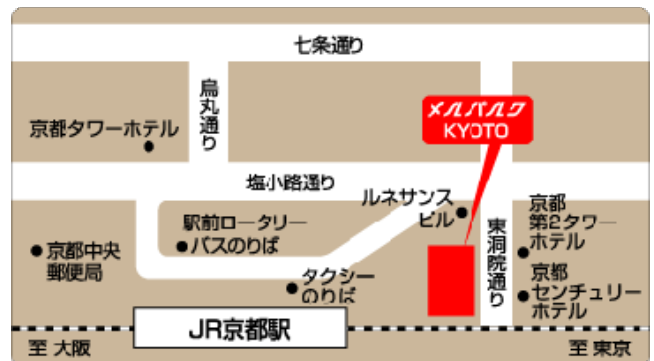 七条通り
烏丸通り
メルパルク
KYOTO
京都タワーホテル
塩小路通り
ルネサンス
ビル
京都
第2タワー
ホテル
駅前ロータリー
バスのりば
東洞院通り
京都中央
郵便局
タクシー
のりば
京都
センチュリー
ホテル
JR京都駅
至 大阪
至 東京